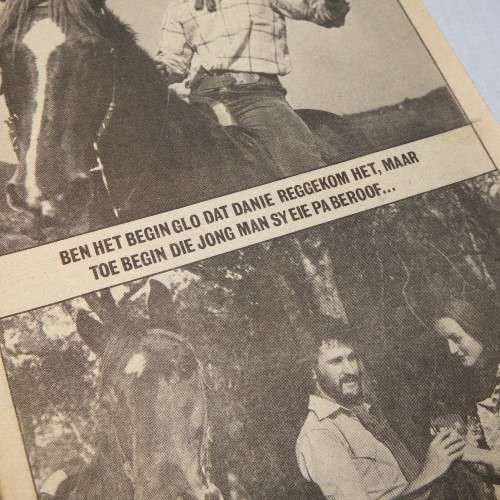 BEN HET BEGIN GLO DAT DANIE REGGEKOM HET, MAAR
TOE BEGIN DIE JONG MAN SY EIE PA BEROOF...